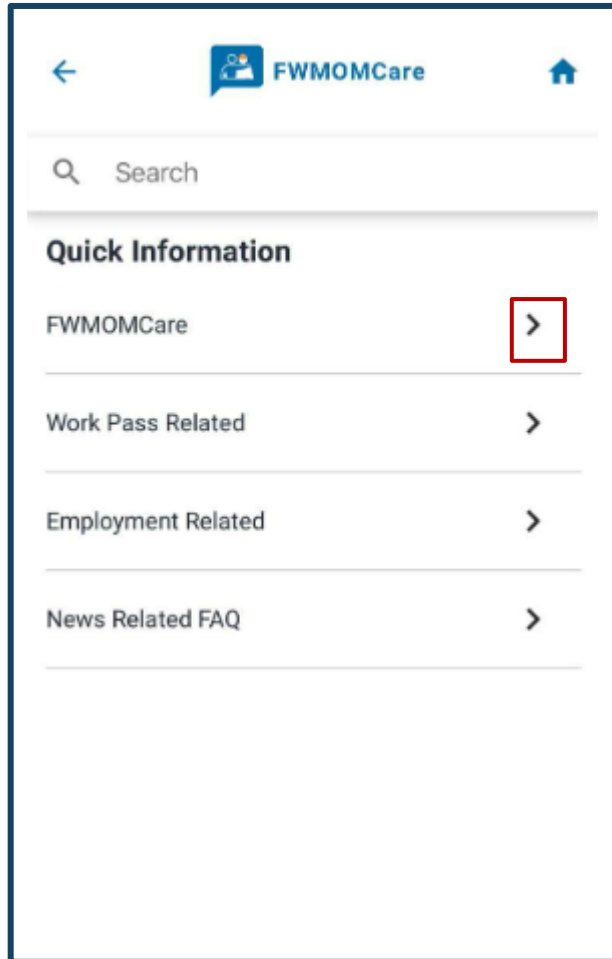 FWMOMCare
Search
Quick Information
FWMOMCare
Work Pass Related
Employment Related
News Related FAQ